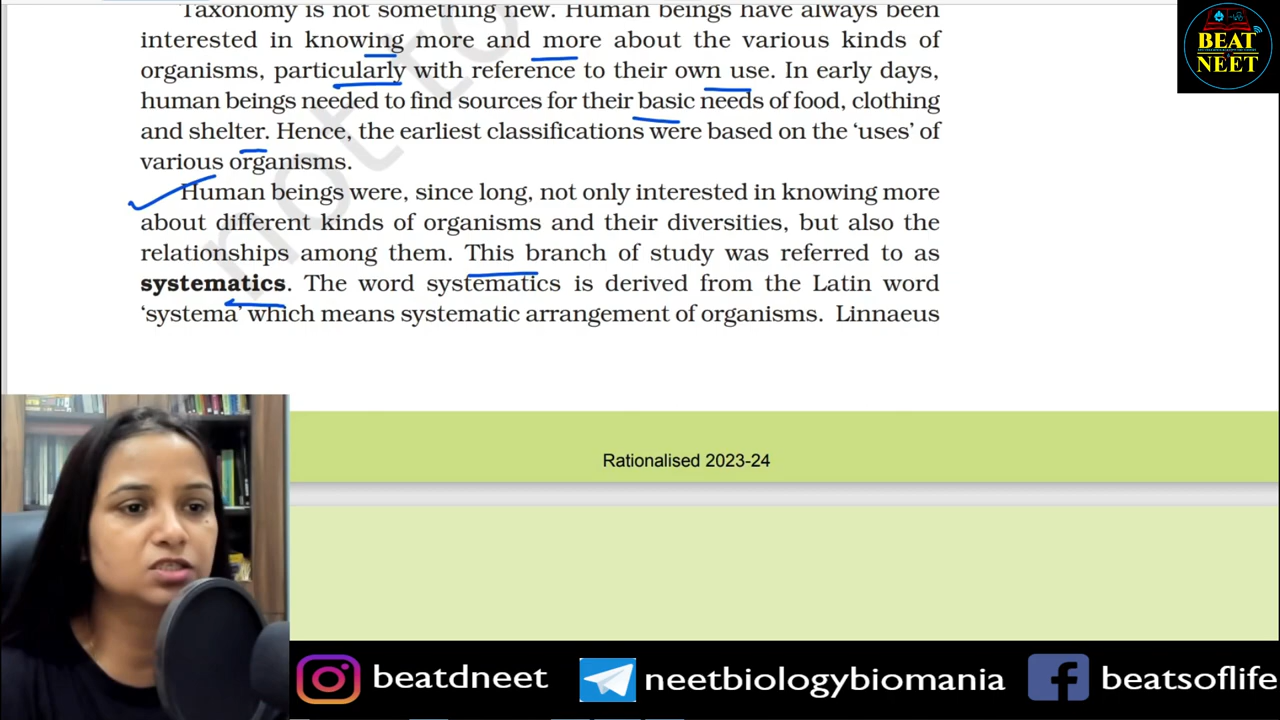 Taxonomy is not something new. Human beings have always been
interested in knowing more and more about the various kinds of
organisms, particularly with reference to their own use. In early days,
human beings needed to find sources for their basic needs of food, clothing
and shelter. Hence, the earliest classifications were based on the ‘uses’ of
various organisms.
Human beings were, since long, not only interested in knowing more
about different kinds of organisms and their diversities, but also the
relationships among them. This branch of study was referred to as
systematics. The word systematics is derived from the Latin word
‘systema’ which means systematic arrangement of organisms. Linnaeus
Rationalised 2023-24
not to
BEAT
NEET
beatdneet
neetbiologybiomania
beatsoflife